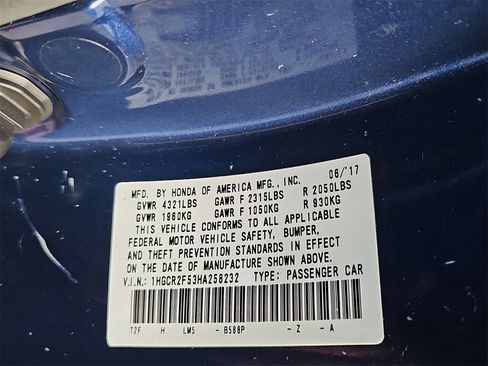 MFD. BY HONDA OF AMERICA MFG., INC. 06/'17
GVWR 4321LBS GAWR F 2315LBS R 2050LBS
GVWR 1960KG GAWR F 1050KG R 930KG
THIS VEHICLE CONFORMS TO ALL APPLICABLE
FEDERAL MOTOR VEHICLE SAFETY, BUMPER,
AND THEFT PREVENTION STANDARDS IN EFFECT
ON THE DATE OF MANUFACTURE SHOWN ABOVE.
V.I.N.: 1HGCR2F53HA258232 TYPE: PASSENGER CAR
T2F H LM5 -B588P -Z -A